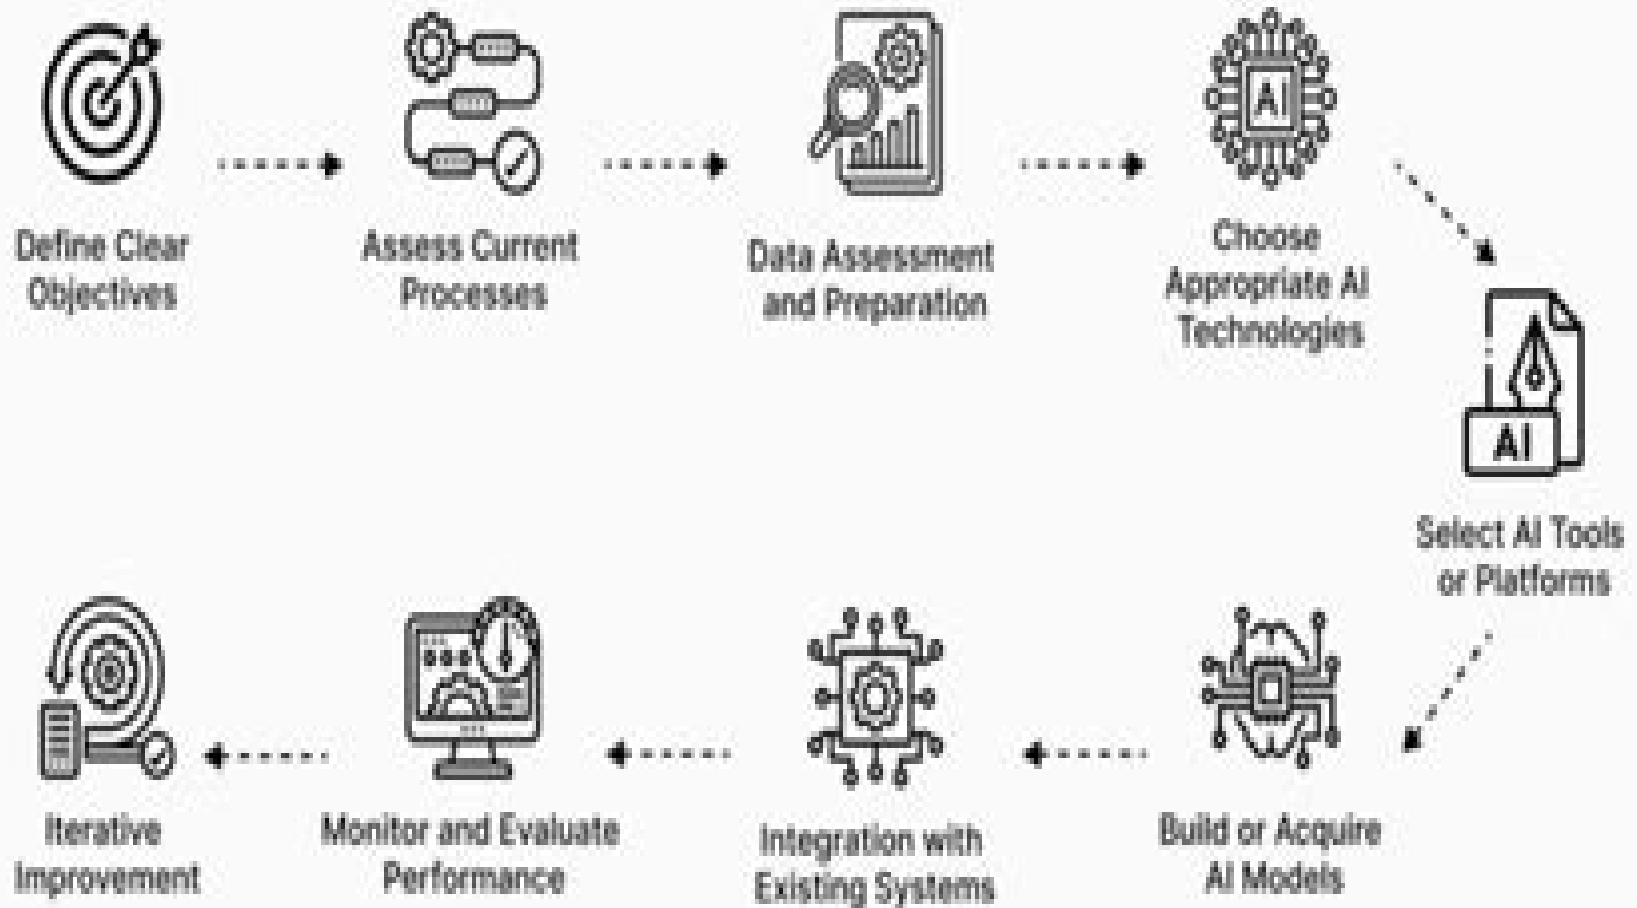 Define Clear
Objectives
Assess Current
Processes
Data Assessment
and Preparation
AI
Choose
Appropriate AI
Technologies
AI
Select AI Tools
or Platforms
Build or Acquire
AI Models
Integration with
Existing Systems
Monitor and Evaluate
Performance
Iterative
Improvement